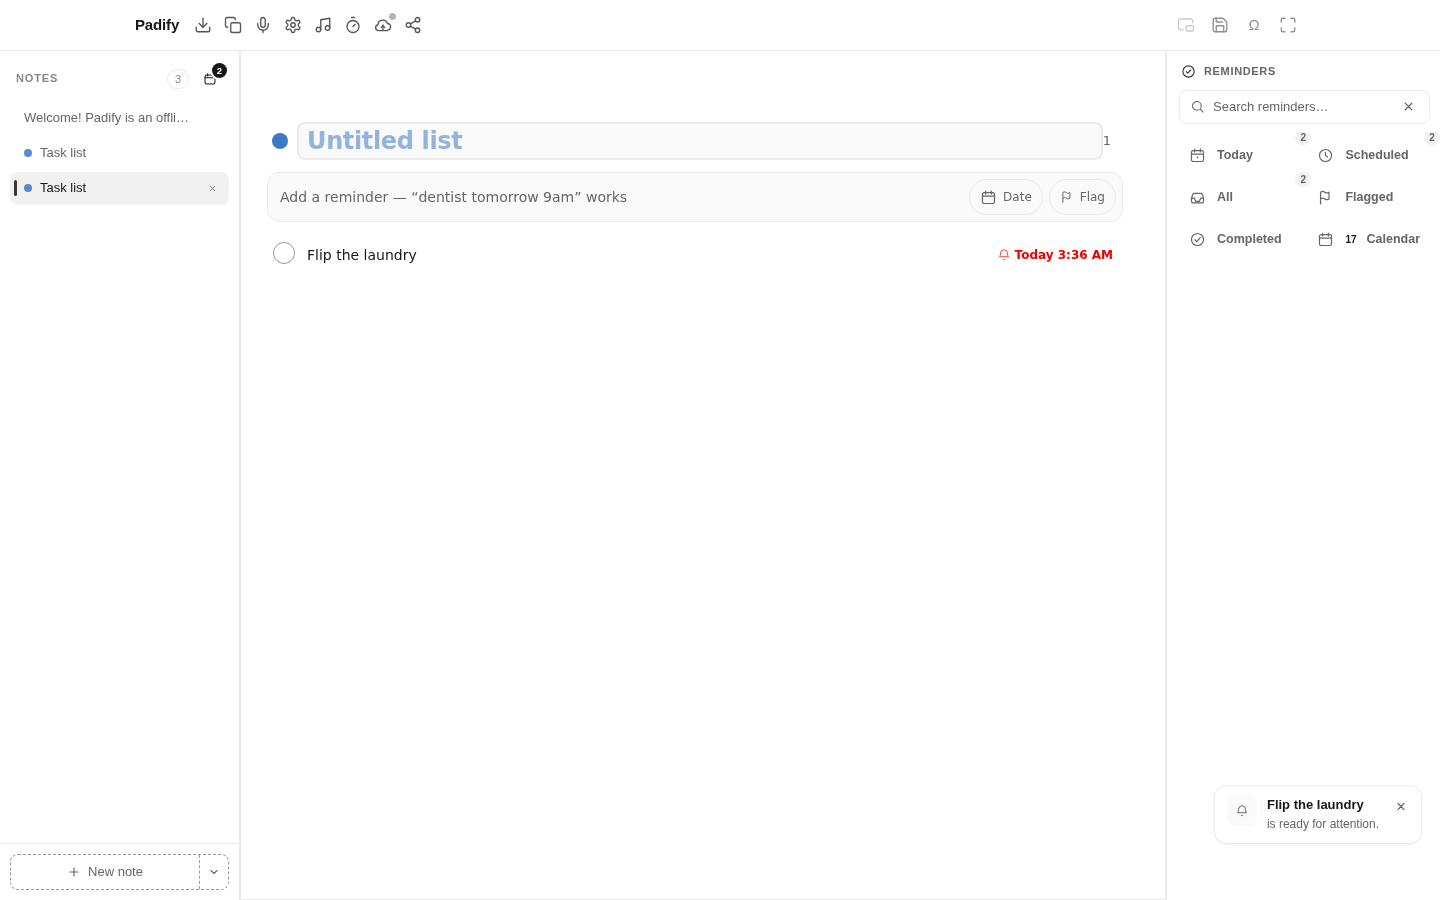 Padify
Ω
NOTES
3
2
Welcome! Padify is an offli…
Task list
Task list
New note
Untitled list
1
Add a reminder — “dentist tomorrow 9am” works
Date
Flag
Flip the laundry
Today 3:36 AM
REMINDERS
Search reminders…
Today
2
Scheduled
2
All
2
Flagged
Completed
17
Calendar
Flip the laundry
is ready for attention.